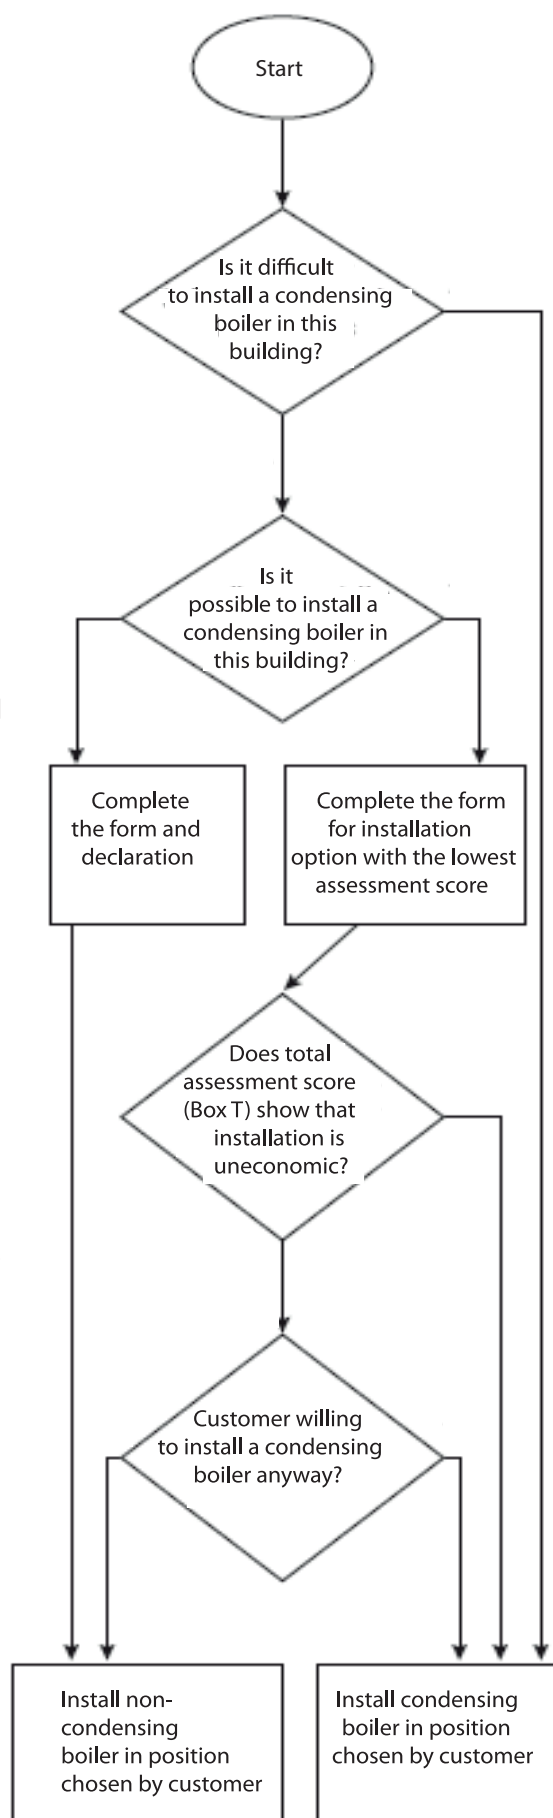 Start
Is it difficult
to install a condensing
boiler in this
building?
Is it
possible to install a
condensing boiler in
this building?
Complete
the form and
declaration
Complete the form
for installation
option with the lowest
assessment score
Does total
assessment score
(Box T) show that
installation is
uneconomic?
Customer willing
to install a condensing
boiler anyway?
Install non-
condensing
boiler in position
chosen by customer
Install condensing
boiler in position
chosen by customer